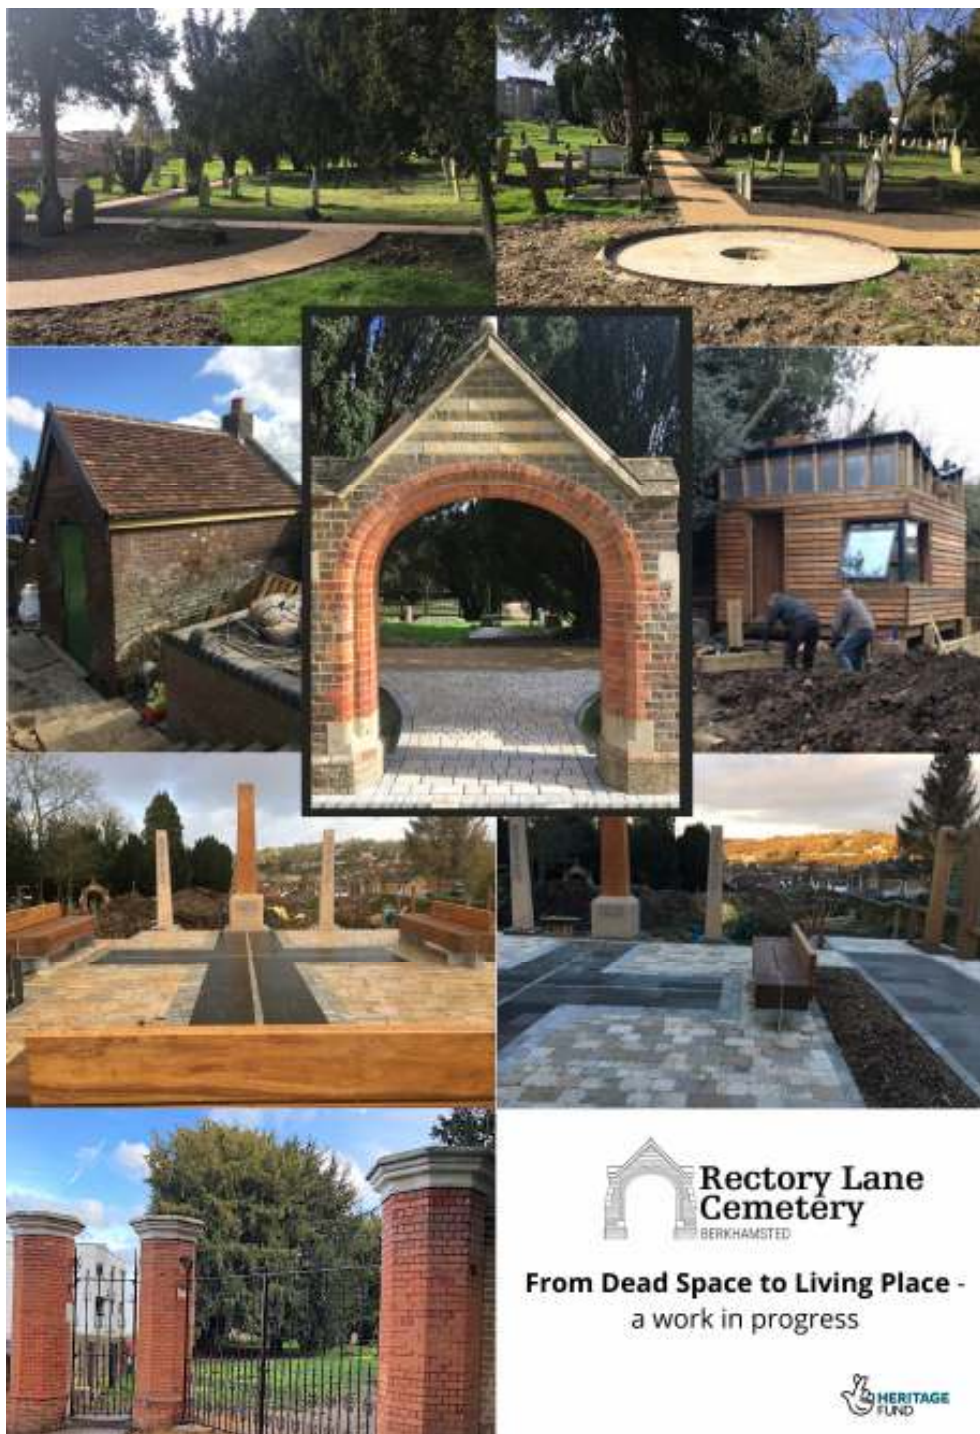 Rectory Lane
Cemetery
BERKHAMSTED
From Dead Space to Living Place -
a work in progress
HERITAGE
FUND